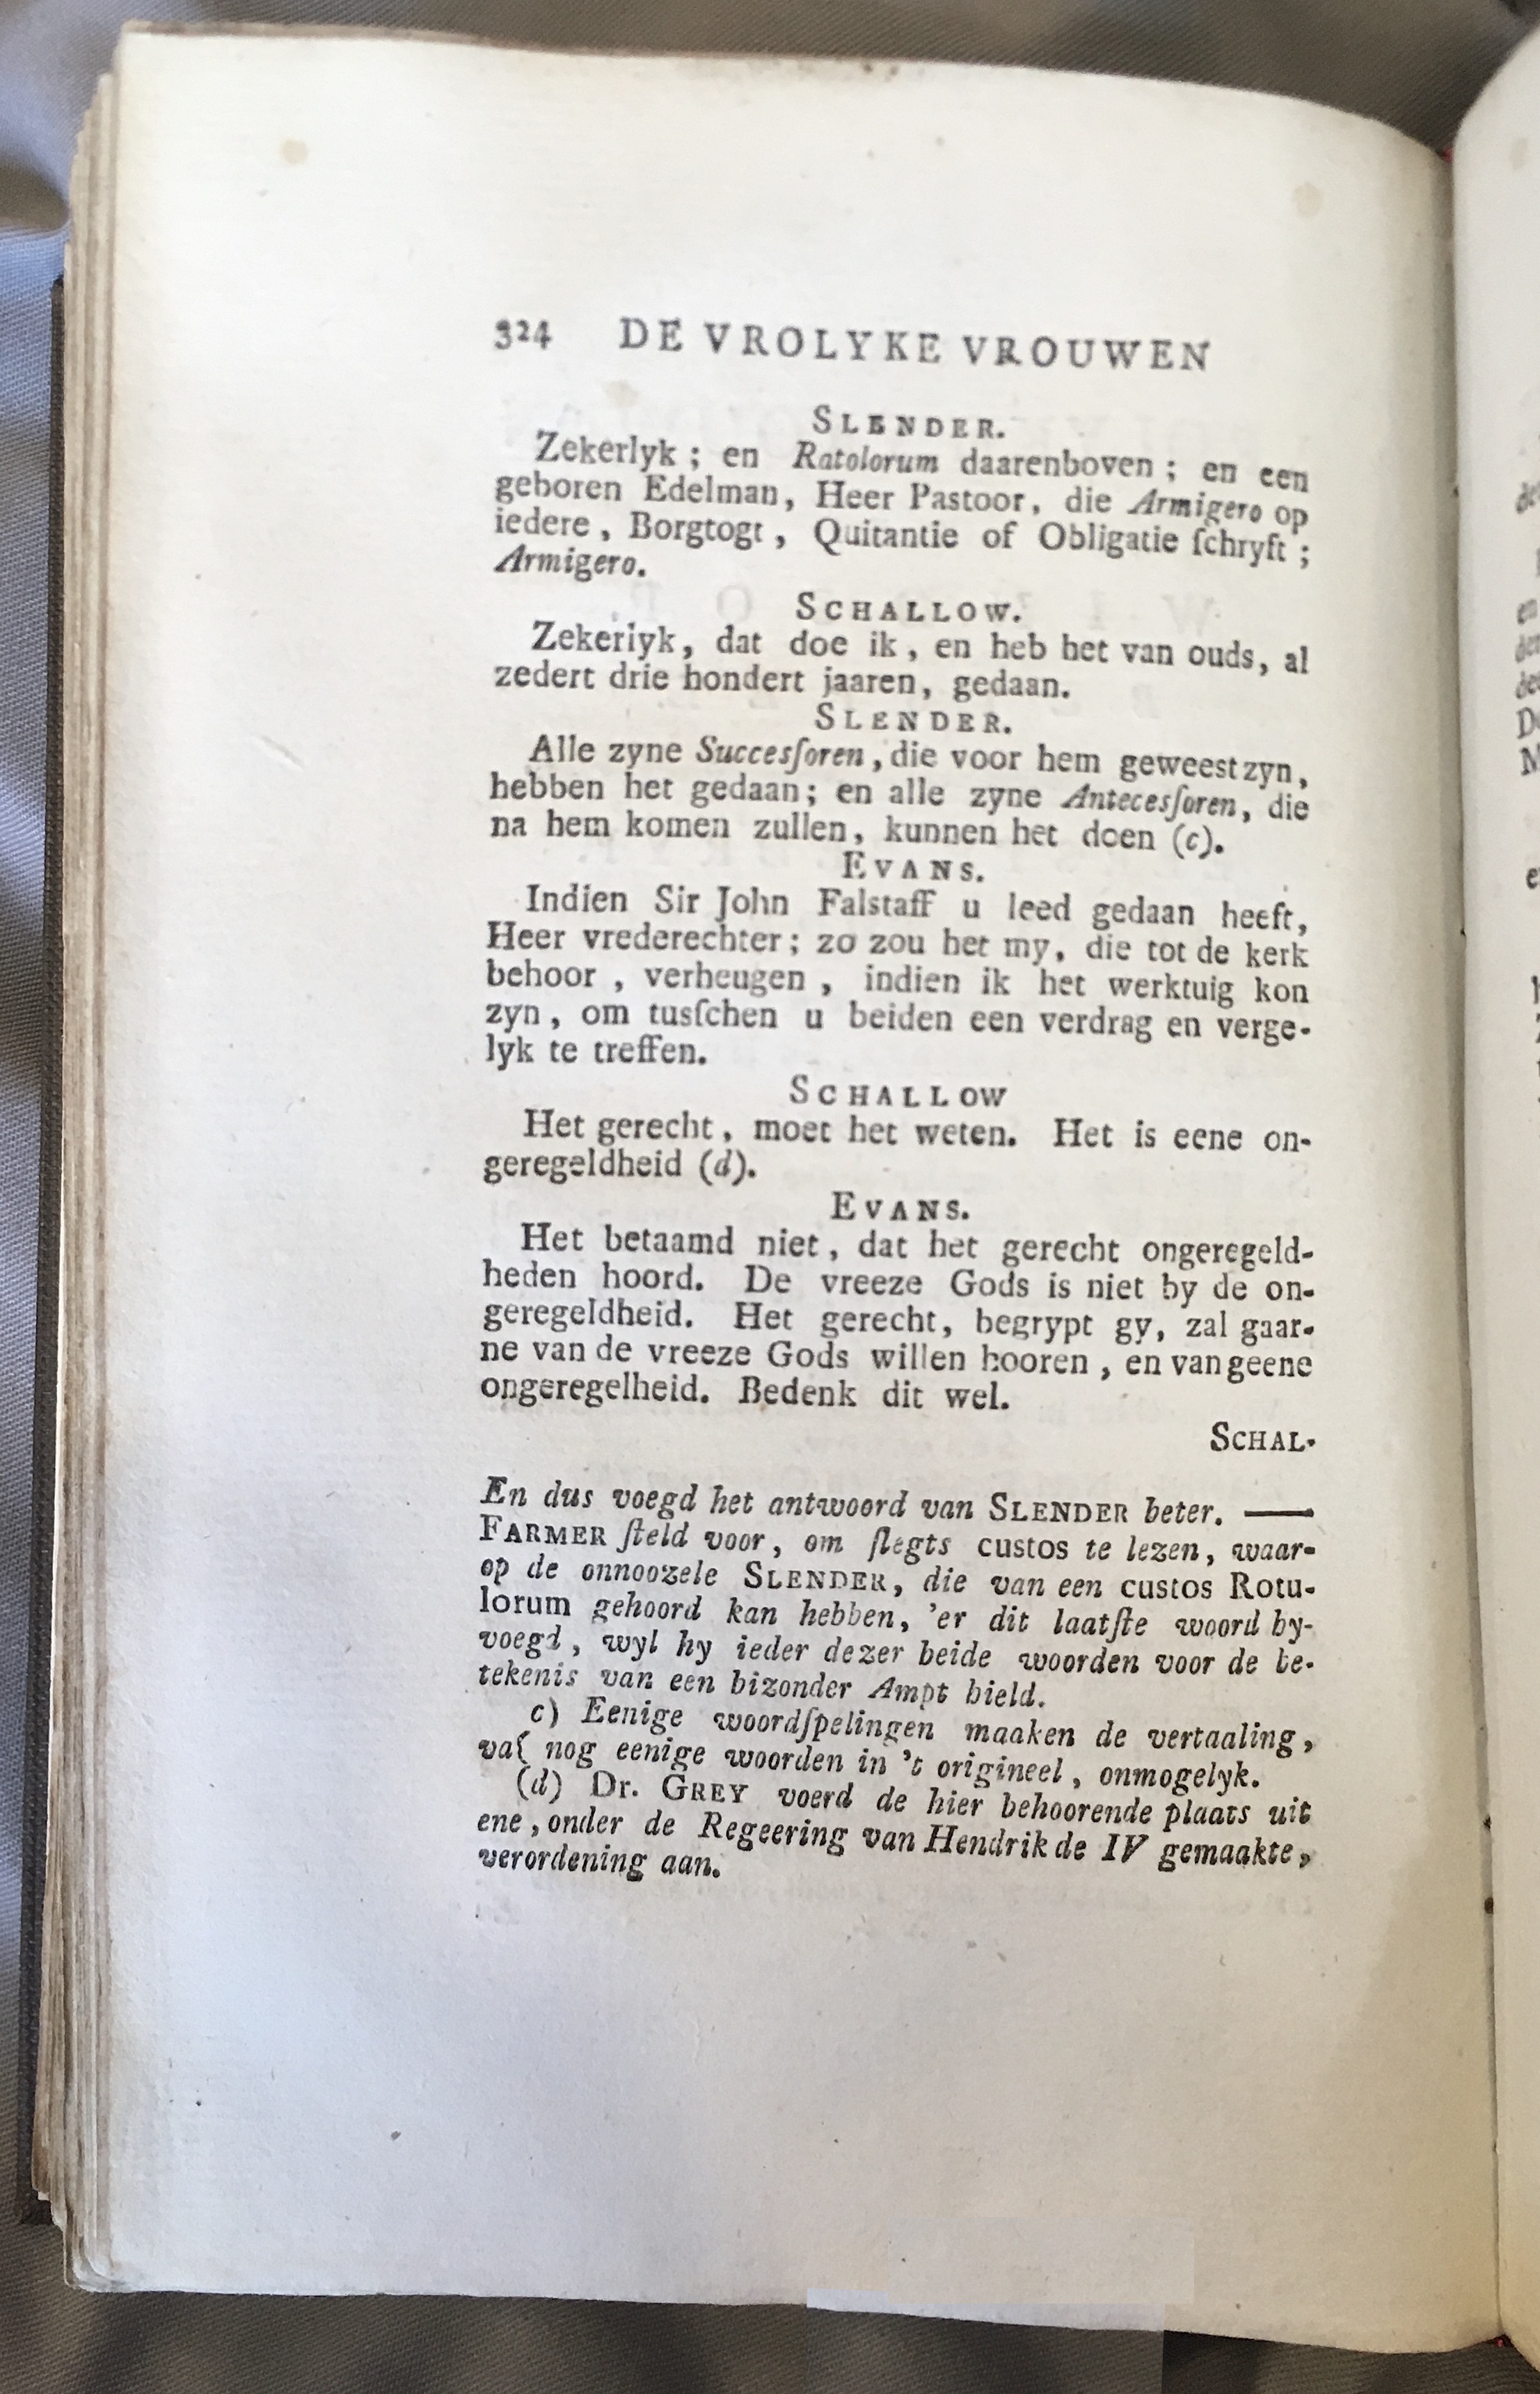 324 DE VROLYKE VROUWEN
SLENDER.
Zekerlyk ; en Ratolorum daarenboven ; en een
geboren Edelman, Heer Pastoor, die Armigero op
iedere , Borgtogt , Quitantie of Obligatie ſchryft ;
Armigero.
SCHALLOW.
Zekerlyk, dat doe ik , en heb het van ouds, al
zedert drie hondert jaaren, gedaan.
SLENDER.
Alle zyne Succesſoren , die voor hem geweest zyn,
hebben het gedaan; en alle zyne Antecesſoren, die
na hem komen zullen, kunnen het doen (c).
EVANS.
Indien Sir John Falstaff u leed gedaan heeft,
Heer vrederechter; zo zou het my, die tot de kerk
behoor , verheugen , indien ik het werktuig kon
zyn, om tusſchen u beiden een verdrag en verge-
lyk te treffen.
SCHALLOW
Het gerecht, moet het weten. Het is eene on-
geregeldheid (d).
EVANS.
Het betaamd niet, dat het gerecht ongeregeld-
heden hoord. De vreeze Gods is niet by de on-
geregeldheid. Het gerecht, begrypt gy, zal gaar-
ne van de vreeze Gods willen hooren , en van geene
ongeregelheid. Bedenk dit wel.
SCHAL-
En dus voegd het antwoord van SLENDER beter. ——
FARMER ſteld voor, om ſlegts custos te lezen, waar-
op de onnoozele SLENDER, die van een custos Rotu-
lorum gehoord kan hebben, 'er dit laatſte woord by-
voegd, wyl hy ieder dezer beide woorden voor de be-
tekenis van een bizonder Ampt hield.
c) Eenige woordſpelingen maaken de vertaaling,
va{ nog eenige woorden in 't origineel, onmogelyk.
(d) Dr. GREY voerd de hier behoorende plaats uit
ene , onder de Regeering van Hendrik de IV gemaakte,
verordening aan.